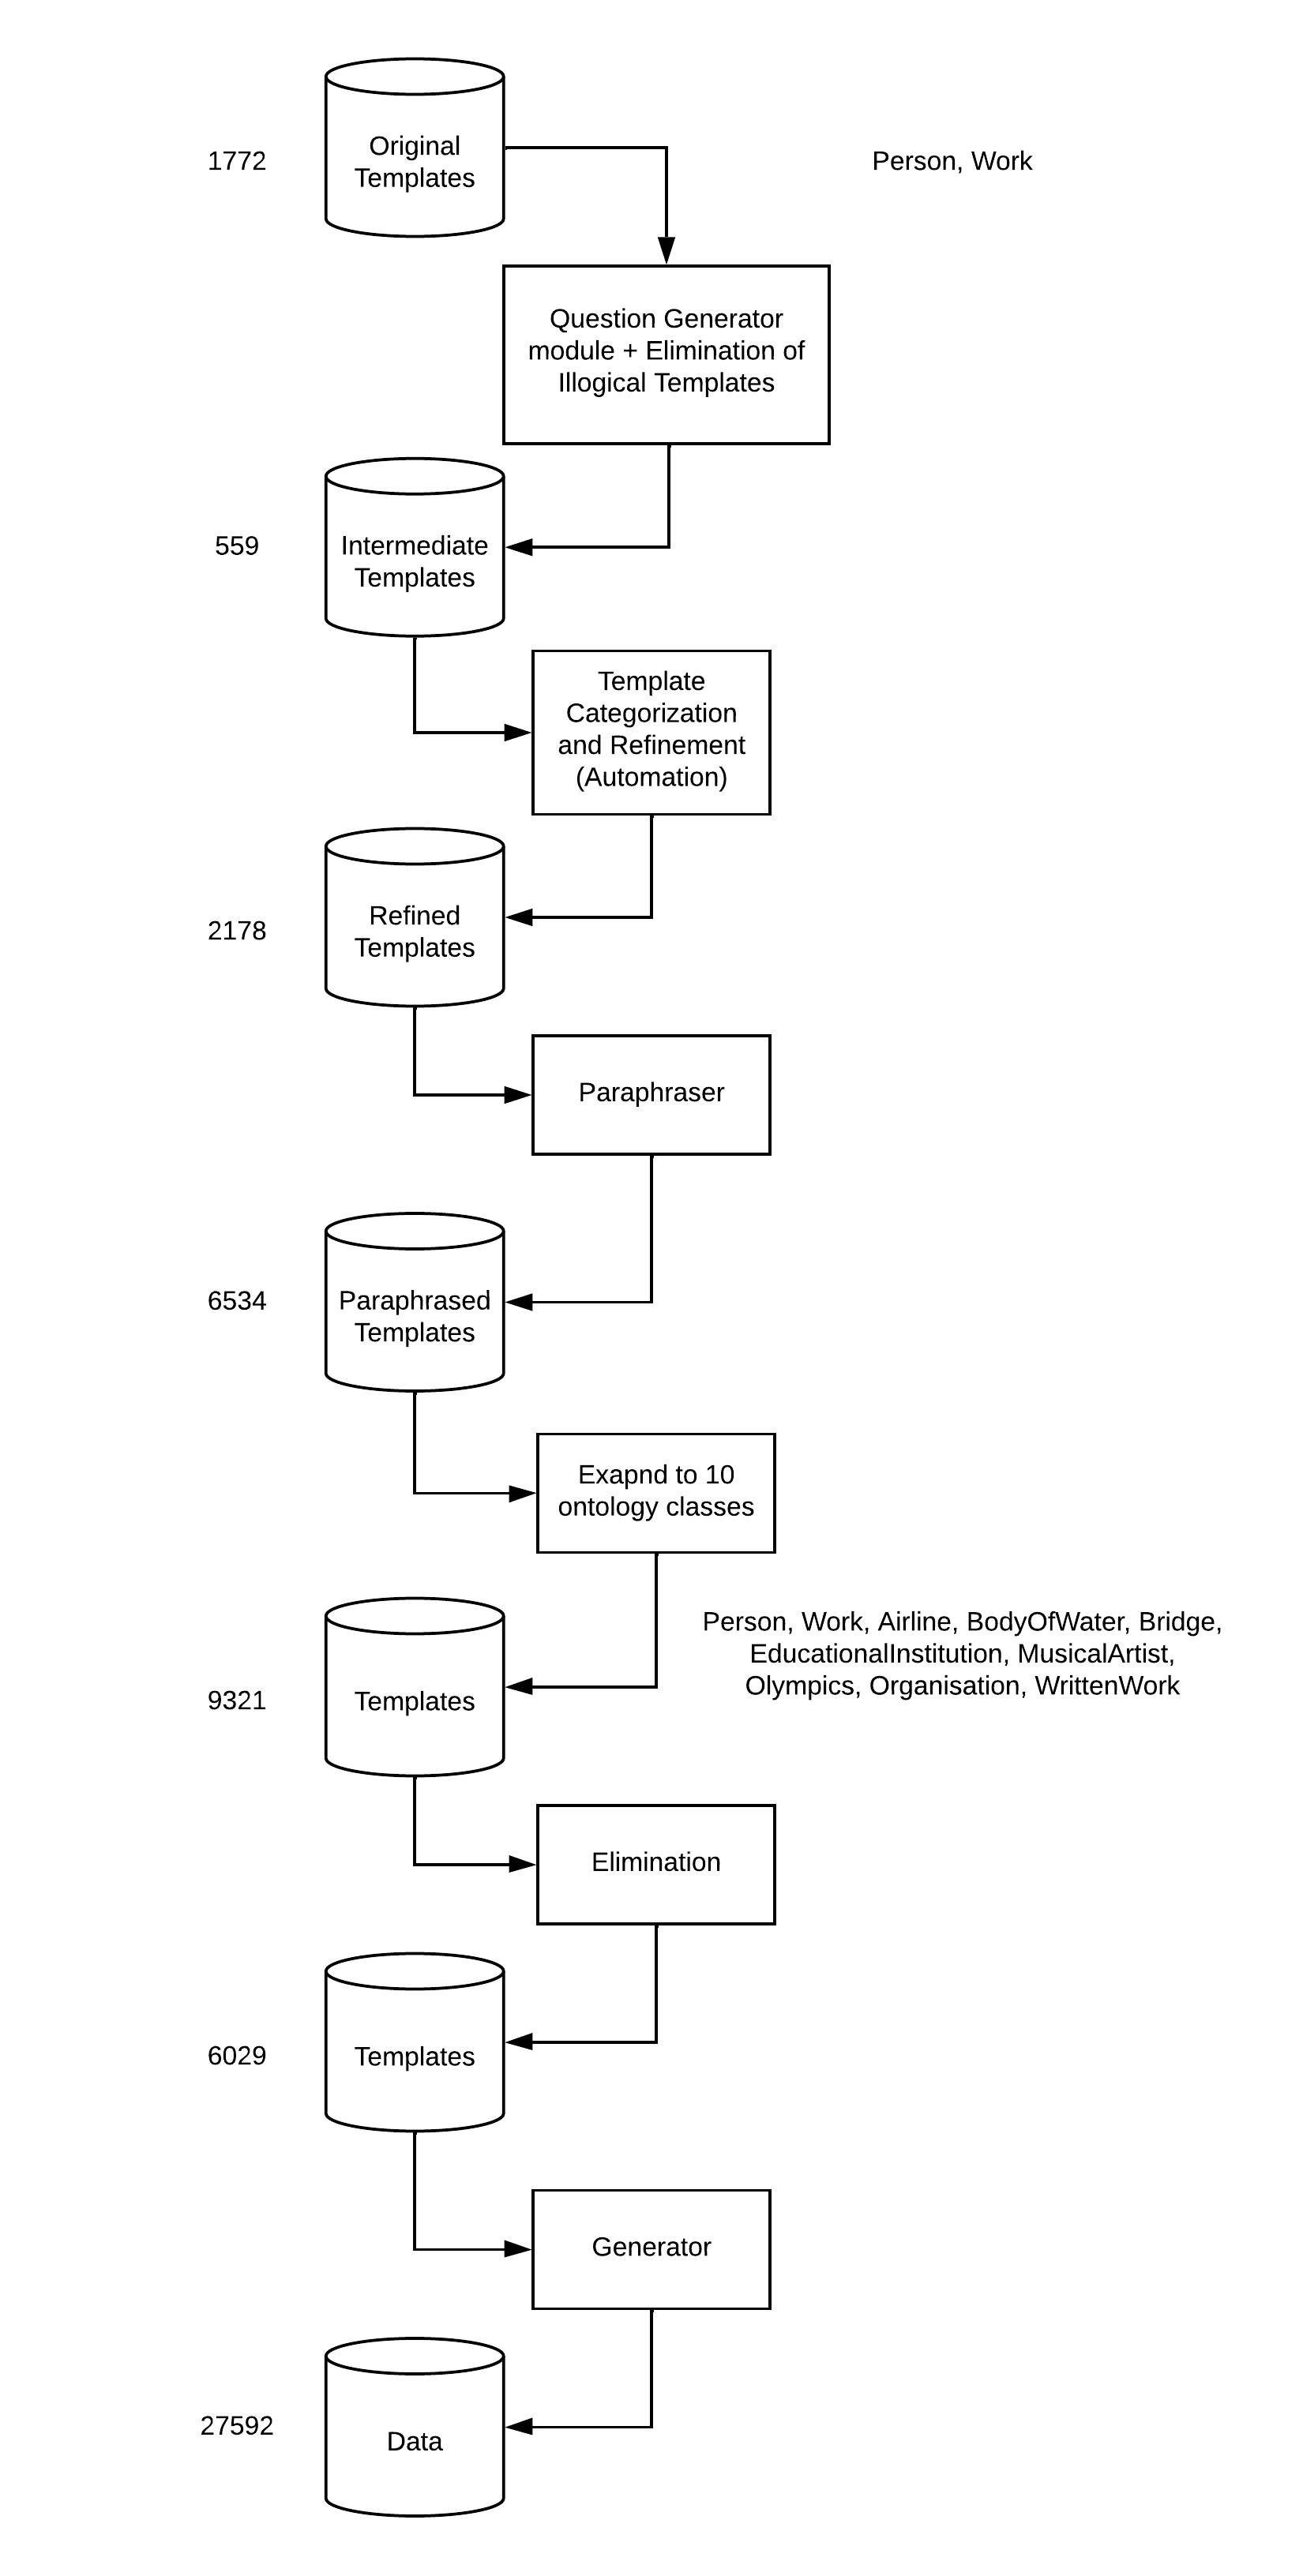 Original
Templates
1772
Person, Work
Question Generator
module + Elimination of
Illogical Templates
559
Intermediate
Templates
Template
Categorization
and Refinement
(Automation)
2178
Refined
Templates
Paraphraser
6534
Paraphrased
Templates
Exapnd to 10
ontology classes
Person, Work, Airline, BodyOfWater, Bridge,
EducationalInstitution, MusicalArtist,
Olympics, Organisation, WrittenWork
9321
Templates
Elimination
6029
Templates
Generator
27592
Data